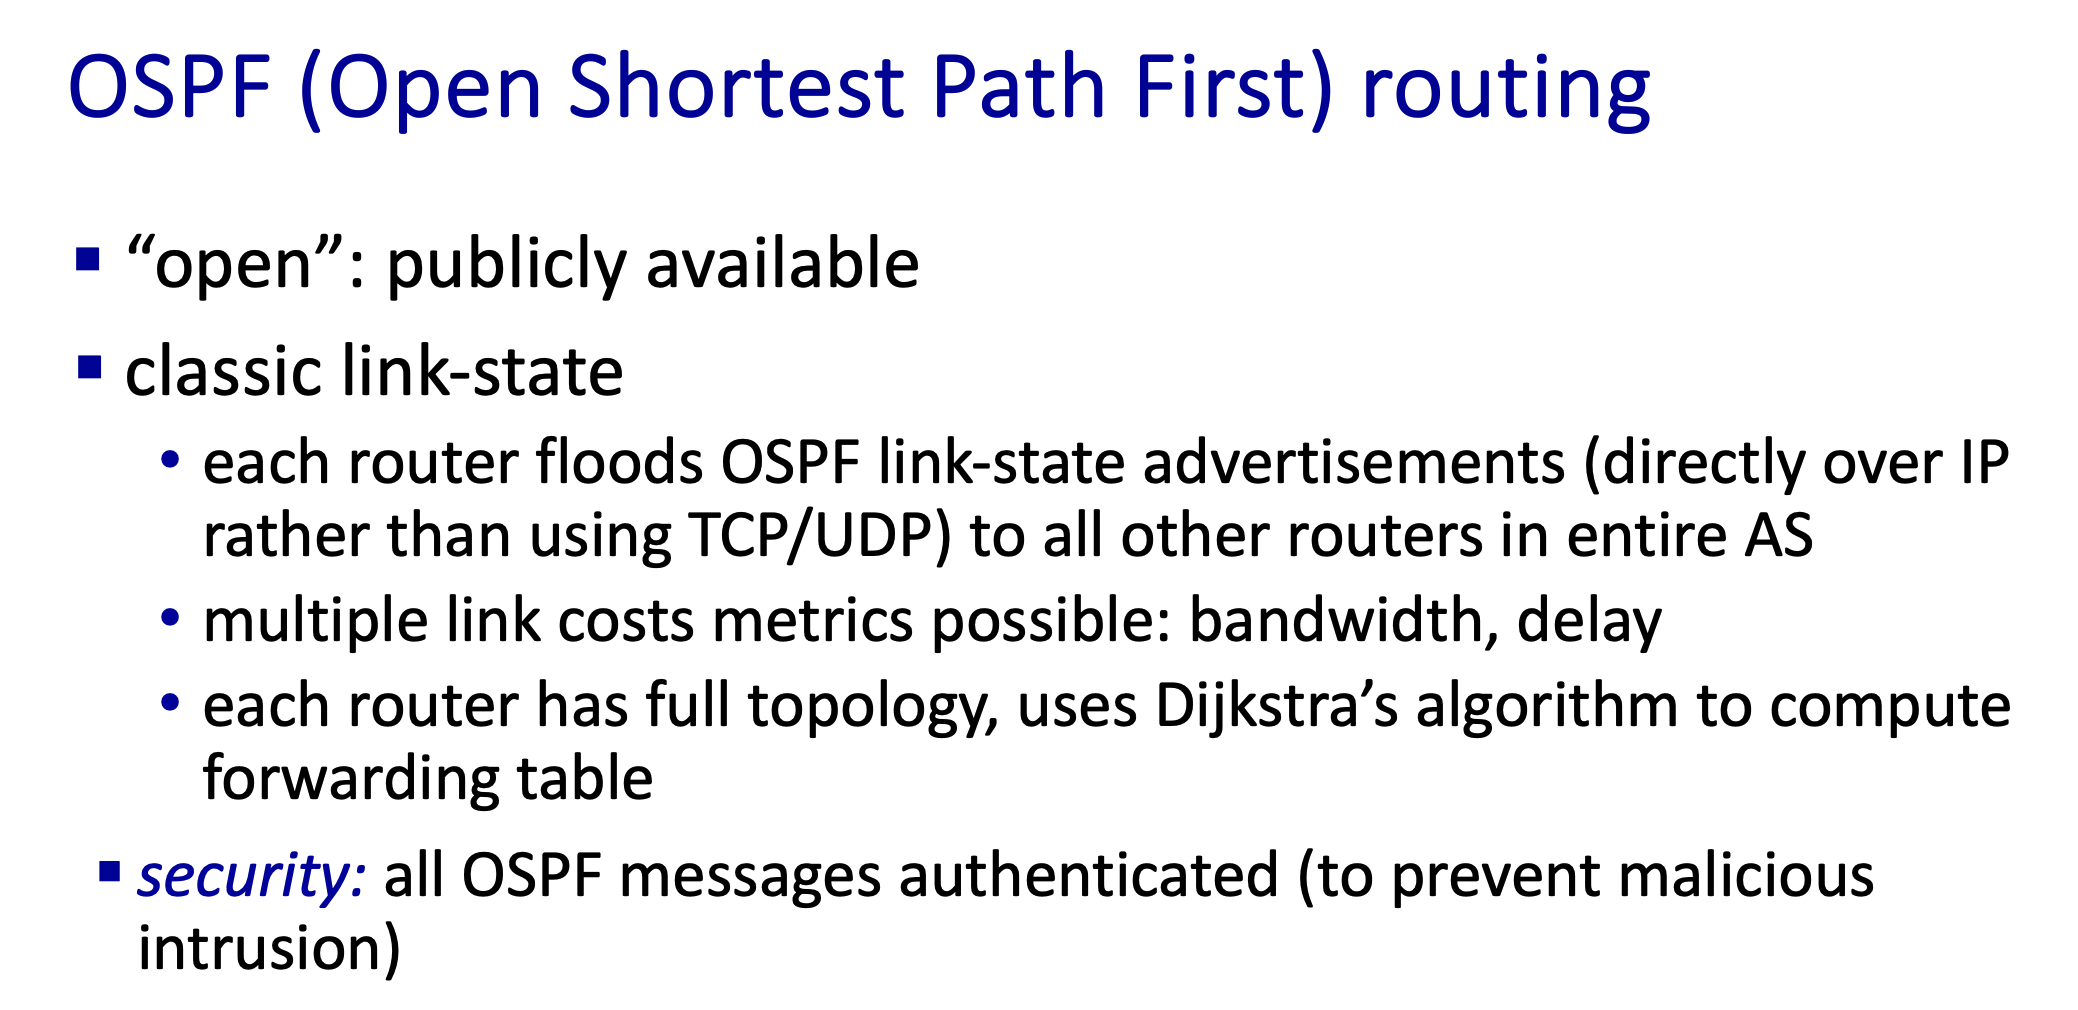 OSPF (Open Shortest Path First) routing
▪ “open”: publicly available
▪ classic link-state
• each router floods OSPF link-state advertisements (directly over IP
rather than using TCP/UDP) to all other routers in entire AS
• multiple link costs metrics possible: bandwidth, delay
• each router has full topology, uses Dijkstra’s algorithm to compute
forwarding table
▪ security: all OSPF messages authenticated (to prevent malicious
intrusion)